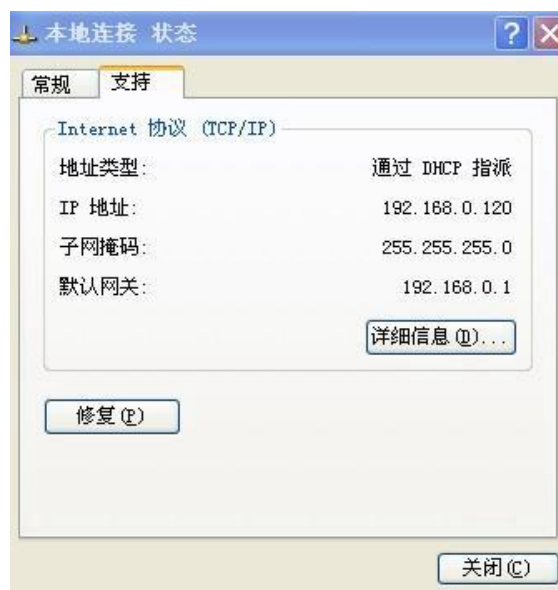 本地连接 状态
常规 支持
Internet 协议 (TCP/IP)
地址类型: 通过 DHCP 指派
IP 地址: 192.168.0.120
子网掩码: 255.255.255.0
默认网关: 192.168.0.1
详细信息(D)...
修复(P)
关闭(C)